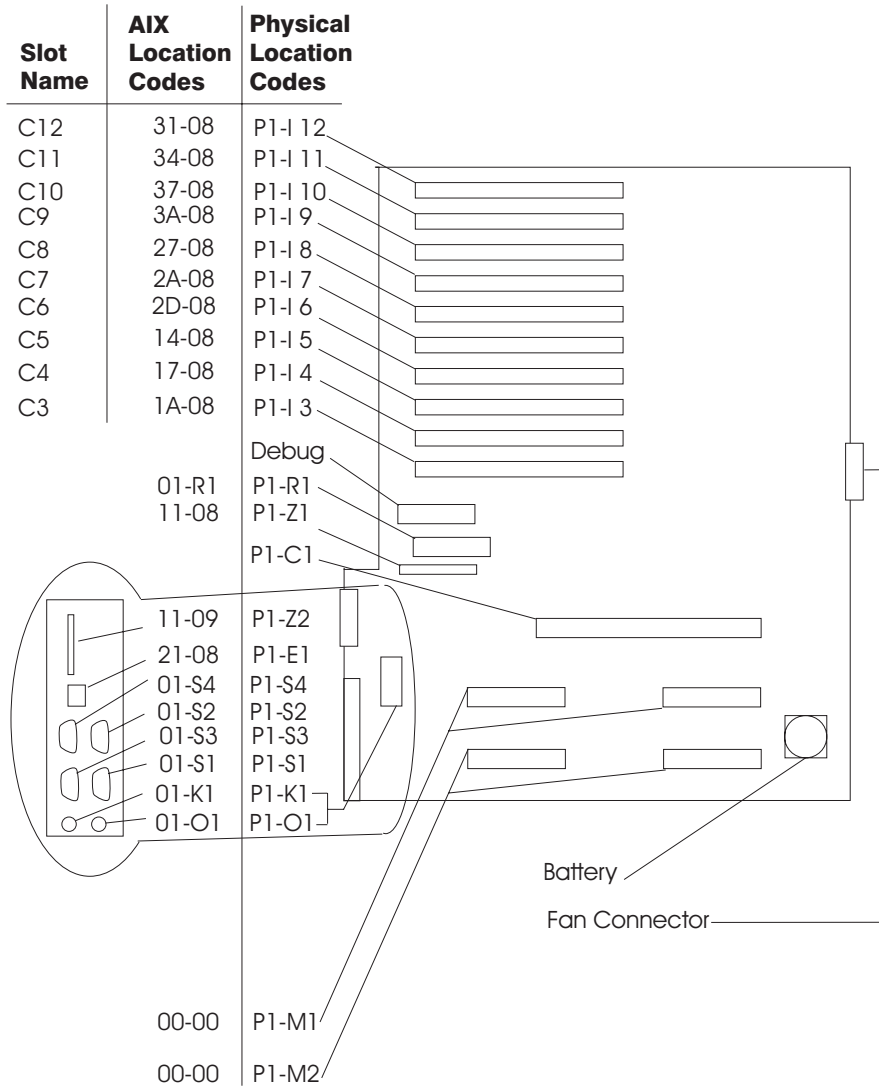 Slot Name
AIX Location Codes
Physical Location Codes
C12 31-08 P1-I 12
C11 34-08 P1-I 11
C10 37-08 P1-I 10
C9 3A-08 P1-I 9
C8 27-08 P1-I 8
C7 2A-08 P1-I 7
C6 2D-08 P1-I 6
C5 14-08 P1-I 5
C4 17-08 P1-I 4
C3 1A-08 P1-I 3
Debug
01-R1 P1-R1
11-08 P1-Z1
P1-C1
11-09 P1-Z2
21-08 P1-E1
01-S4 P1-S4
01-S2 P1-S2
01-S3 P1-S3
01-S1 P1-S1
01-K1 P1-K1
01-O1 P1-O1
Battery
Fan Connector
00-00 P1-M1
00-00 P1-M2